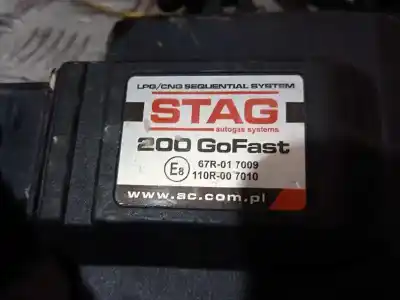 LPG/CNG SEQUENTIAL SYSTEM
STAG
autogas systems
200 GoFast
E8 67R-01 7009
110R-00 7010
www.ac.com.pl